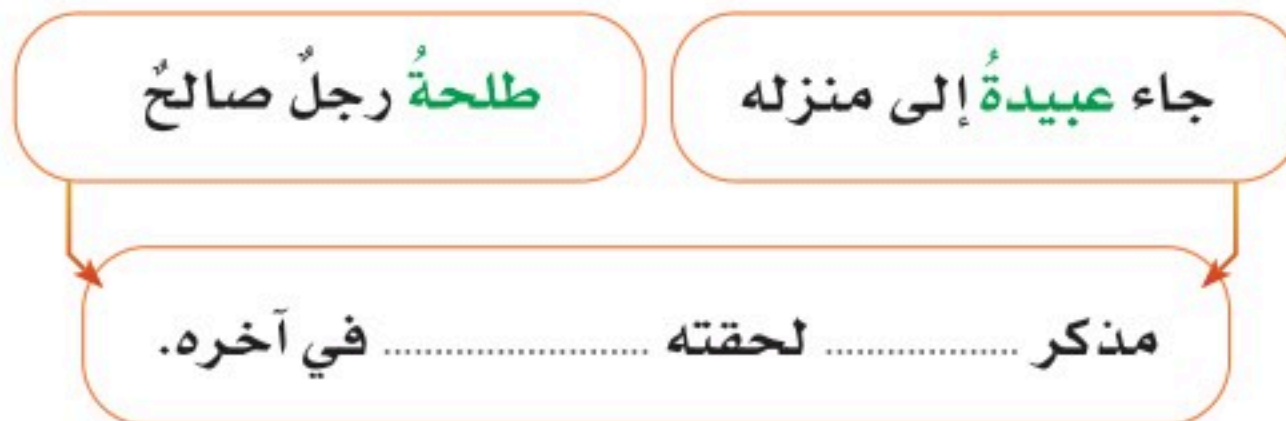 جاء عبيدةُ إلى منزله
طلحةُ رجلٌ صالحٌ
مذكر ................. لحقته ....................... في آخره.